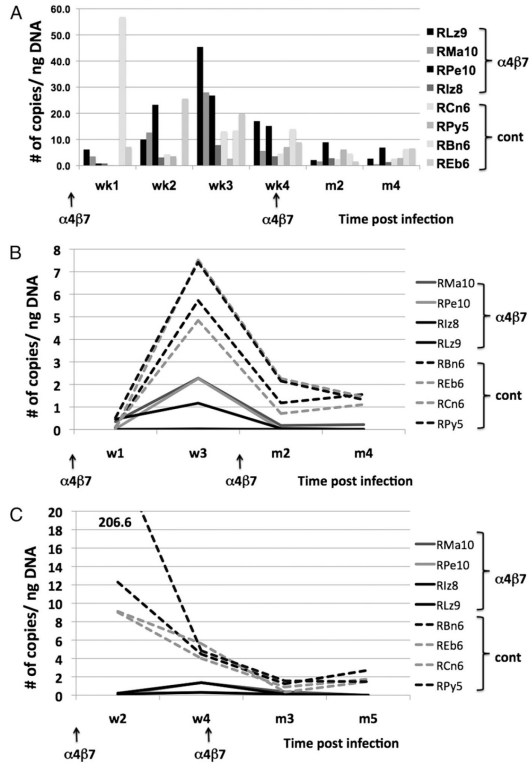 A
# of copies/ ng DNA
60.0
50.0
40.0
30.0
20.0
10.0
0.0
wk1 wk2 wk3 wk4 m2 m4
α4β7 α4β7 Time post infection
RLz9
RMa10
RPe10
RIz8
RCn6
RPy5
RBn6
REb6
α4β7
cont
B
# of copies/ ng DNA
8
7
6
5
4
3
2
1
0
w1 w3 m2 m4
α4β7 α4β7 Time post infection
RMa10
RPe10
RIz8
RLz9
RBn6
REb6
RCn6
RPy5
α4β7
cont
C
# of copies/ ng DNA
20
18
16
14
12
10
8
6
4
2
0
206.6
w2 w4 m3 m5
α4β7 α4β7 Time post infection
RMa10
RPe10
RIz8
RLz9
RBn6
REb6
RCn6
RPy5
α4β7
cont